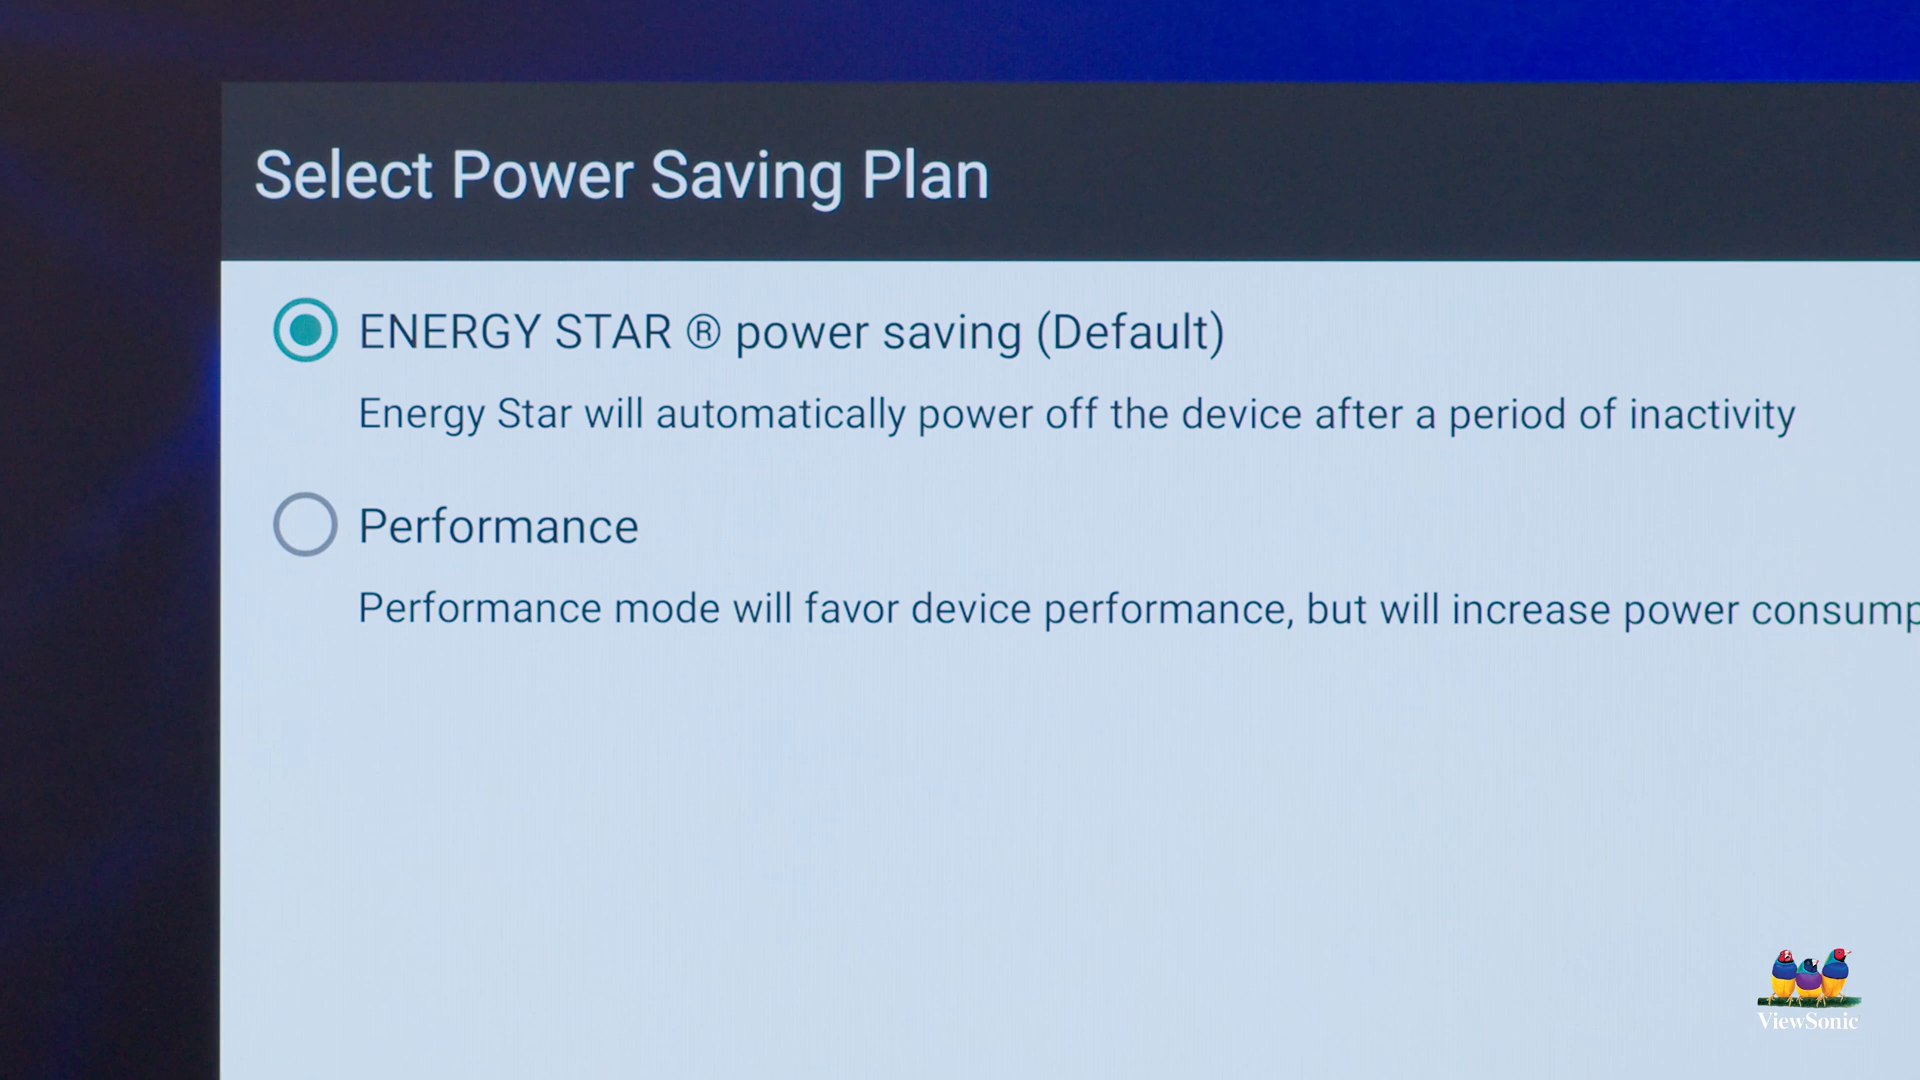 Select Power Saving Plan
ENERGY STAR ® power saving (Default)
Energy Star will automatically power off the device after a period of inactivity
Performance
Performance mode will favor device performance, but will increase power consump
ViewSonic